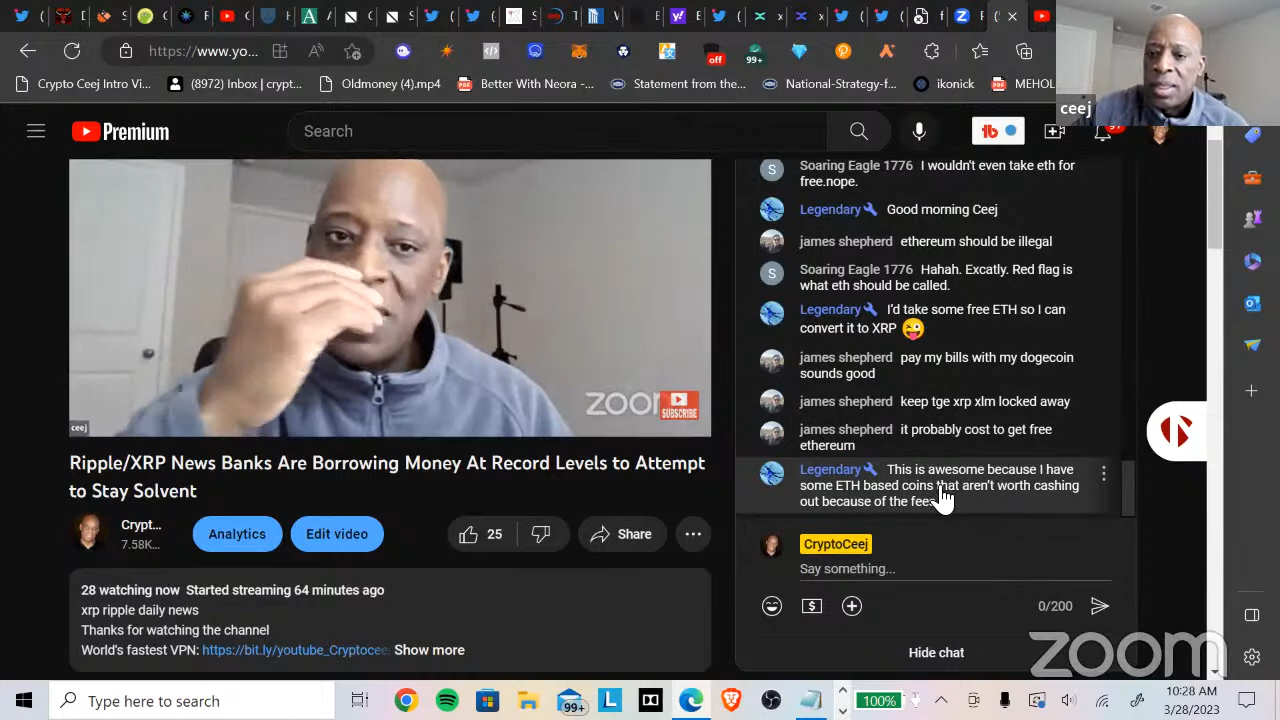 https://www.yo...
off
99+
Crypto Ceej Intro Vi...
(8972) Inbox | crypt...
Oldmoney (4).mp4
PDF
Better With Neora -...
Statement from the...
National-Strategy-f...
ikonick
PDF
MEHOL
ceej
Premium
Search
Soaring Eagle 1776 I wouldn't even take eth for
free.nope.
Legendary Good morning Ceej
james shepherd ethereum should be illegal
Soaring Eagle 1776 Hahah. Excatly. Red flag is
what eth should be called.
Legendary I'd take some free ETH so I can
convert it to XRP
james shepherd pay my bills with my dogecoin
sounds good
james shepherd keep tge xrp xlm locked away
james shepherd it probably cost to get free
ethereum
Legendary This is awesome because I have
some ETH based coins that aren't worth cashing
out because of the fees
zoom
SUBSCRIBE
ceej
Ripple/XRP News Banks Are Borrowing Money At Record Levels to Attempt
to Stay Solvent
Crypt...
7.58K...
Analytics
Edit video
25
Share
CryptoCeej
Say something...
0/200
Hide chat
28 watching now Started streaming 64 minutes ago
xrp ripple daily news
Thanks for watching the channel
World's fastest VPN: https://bit.ly/youtube_Cryptocee
Show more
zoom
Type here to search
99+
100%
10:28 AM
3/28/2023